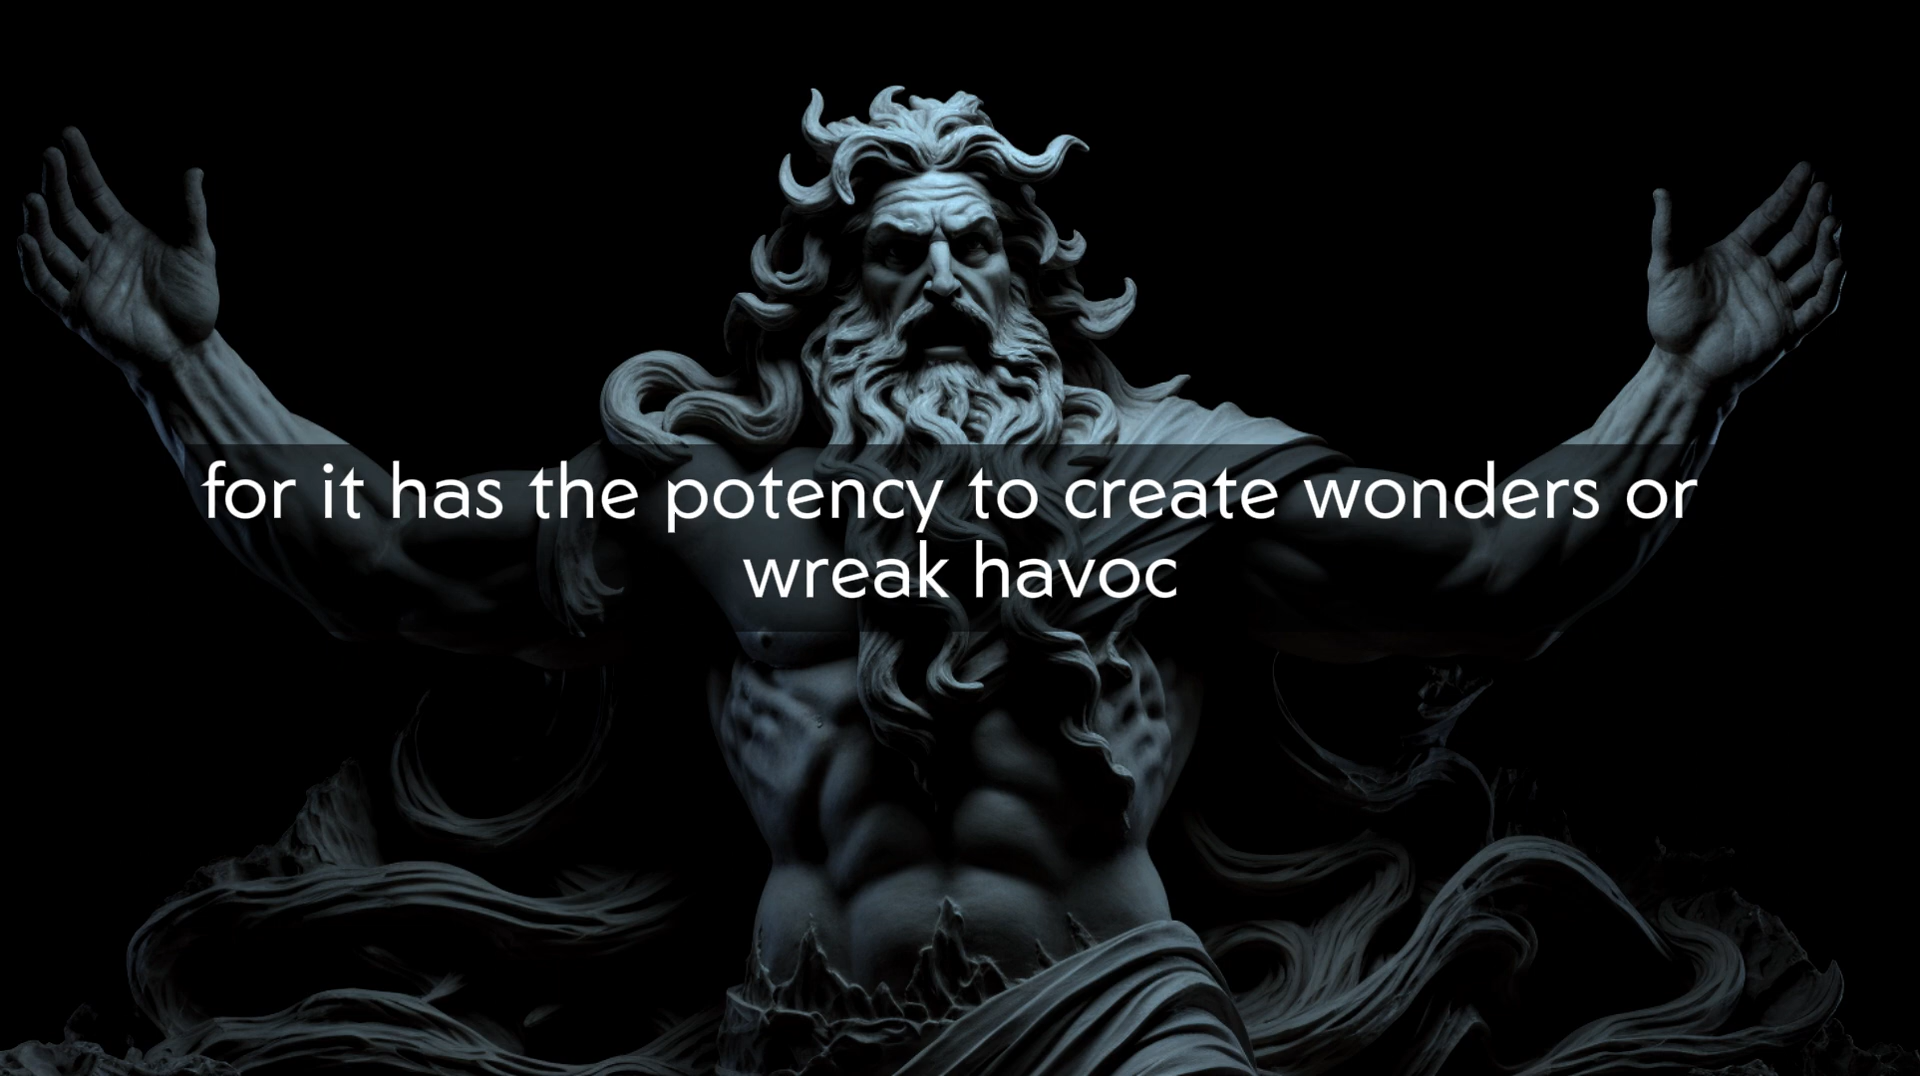 for it has the potency to create wonders or
wreak havoc